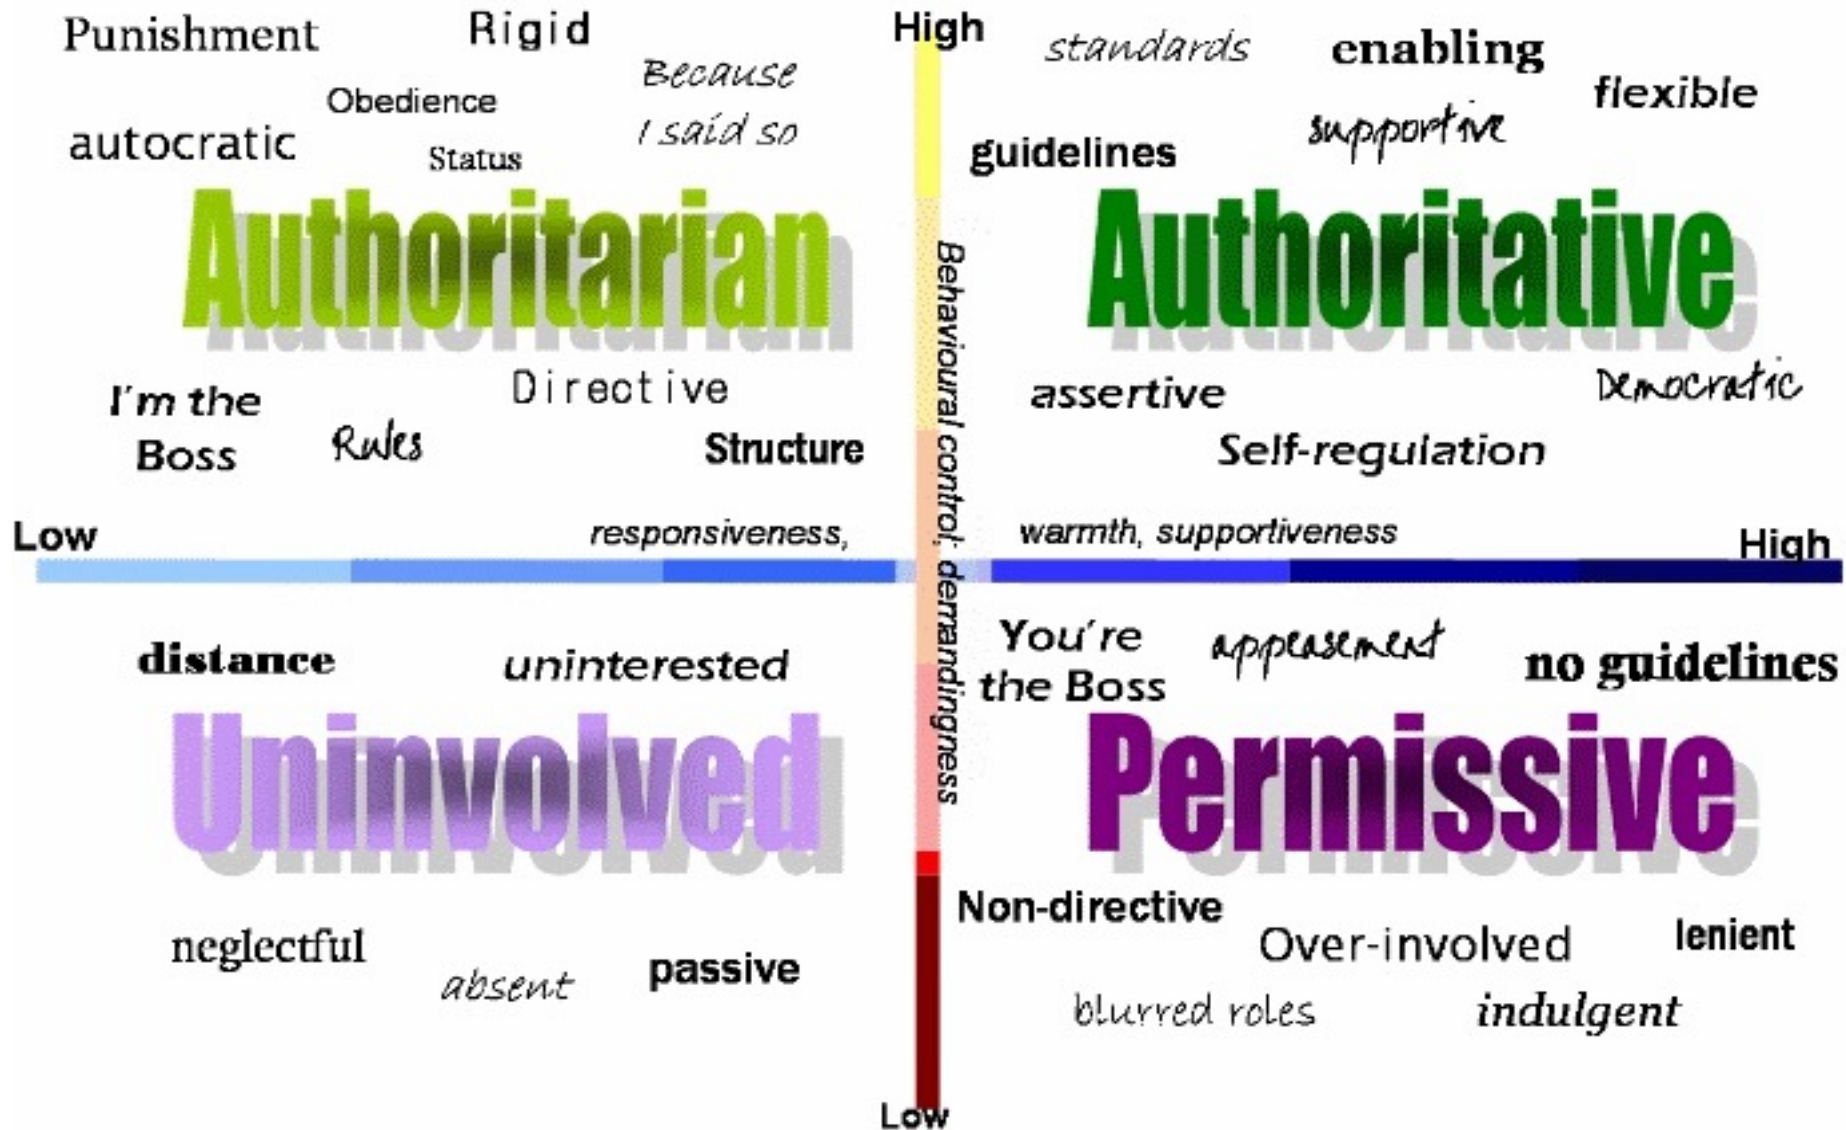 Punishment
Rigid
Because
I said so
Obedience
autocratic
Status
Authoritarian
I'm the
Boss
Rules
Directive
Structure
High
standards
enabling
flexible
supportive
guidelines
Authoritative
assertive
Democratic
Self-regulation
Behavioural control, demandingness
Low
responsiveness,
warmth, supportiveness
High
distance
uninterested
Uninvolved
neglectful
absent
passive
You're
the Boss
appeasement
no guidelines
Permissive
Non-directive
Over-involved
lenient
blurred roles
indulgent
Low